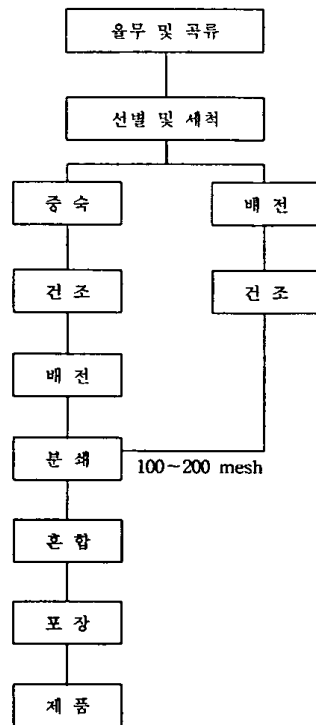 율무 및 곡류
선별 및 세척
증숙
배전
건조
건조
배전
분쇄
100~200 mesh
혼합
포장
제품